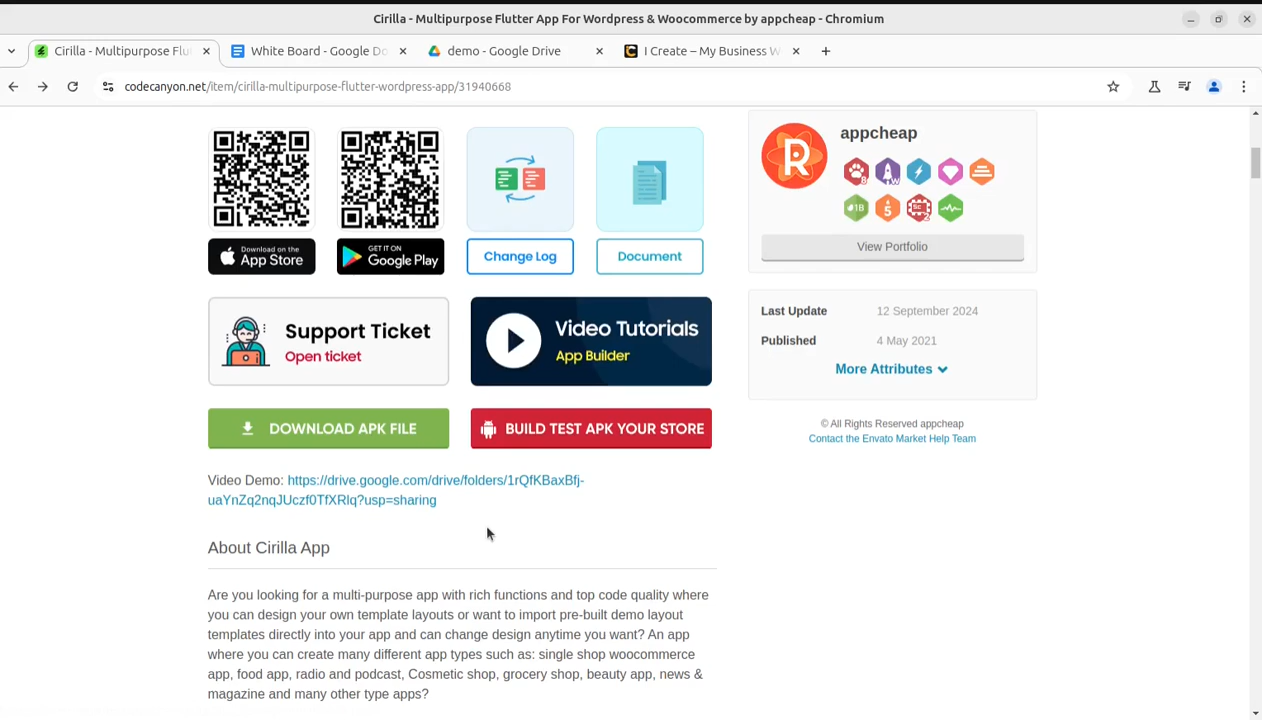 Cirilla - Multipurpose Flutter App For Wordpress & Woocommerce by appcheap - Chromium
Cirilla - Multipurpose Flu
White Board - Google Do
demo - Google Drive
I Create – My Business W
codecanyon.net/item/cirilla-multipurpose-flutter-wordpress-app/31940668
Download on the
App Store
GET IT ON
Google Play
Change Log
Document
Support Ticket
Open ticket
Video Tutorials
App Builder
DOWNLOAD APK FILE
BUILD TEST APK YOUR STORE
Video Demo: https://drive.google.com/drive/folders/1rQfKBaxBfj-
uaYnZq2nqJUczf0TfXRlq?usp=sharing
About Cirilla App
Are you looking for a multi-purpose app with rich functions and top code quality where
you can design your own template layouts or want to import pre-built demo layout
templates directly into your app and can change design anytime you want? An app
where you can create many different app types such as: single shop woocommerce
app, food app, radio and podcast, Cosmetic shop, grocery shop, beauty app, news &
magazine and many other type apps?
appcheap
View Portfolio
Last Update 12 September 2024
Published 4 May 2021
More Attributes
© All Rights Reserved appcheap
Contact the Envato Market Help Team